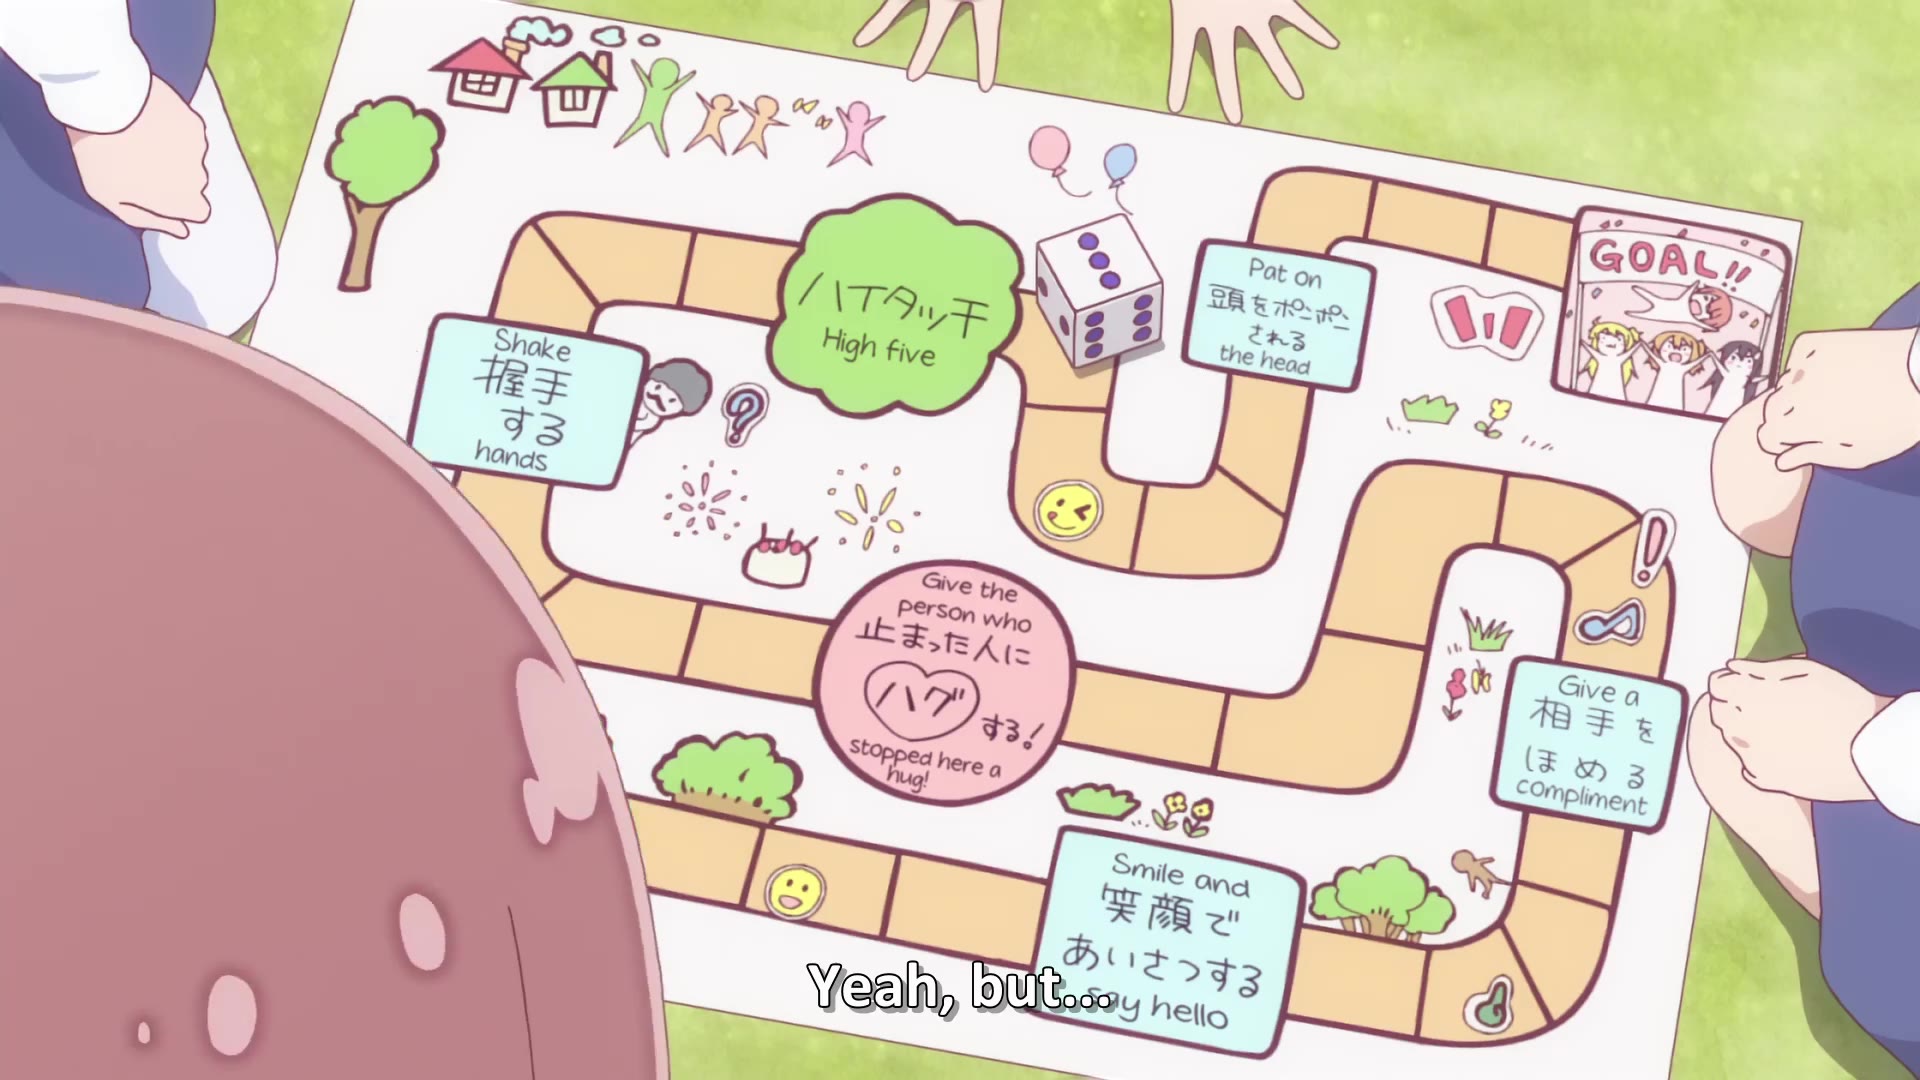 GOAL!!
Pat on
頭をポンポン
される
the head
ハイタッチ
High five
Shake
握手
する
hands
Give the
person who
止まった人に
ハグ
する!
stopped here a
hug!
Give a
相手を
ほめる
compliment
Smile and
笑顔で
あいさつする
say hello
Yeah, but...